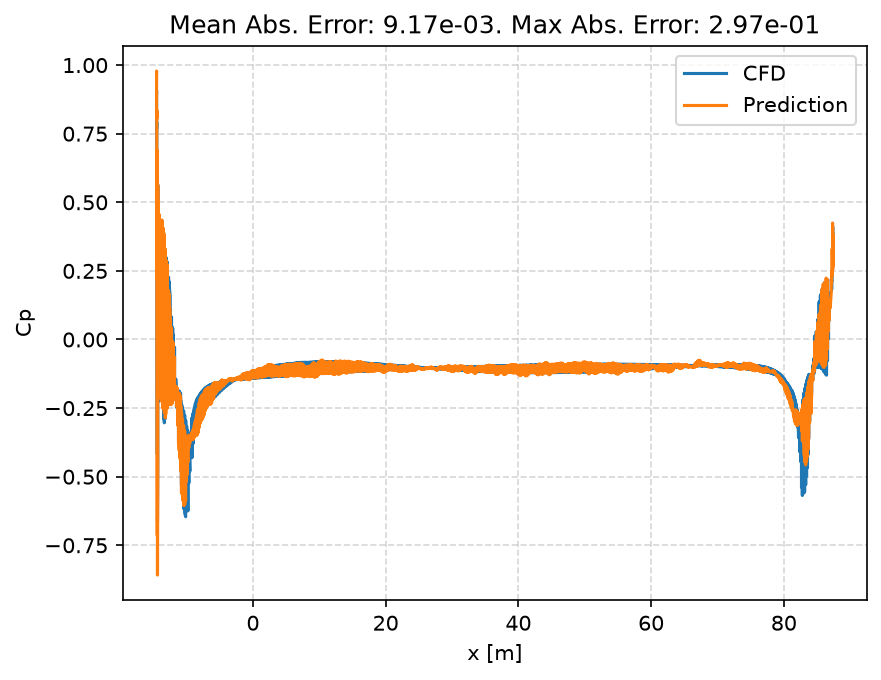 Mean Abs. Error: 9.17e-03. Max Abs. Error: 2.97e-01
CFD
Prediction
1.00
0.75
0.50
0.25
0.00
−0.25
−0.50
−0.75
Cp
0 20 40 60 80
x [m]